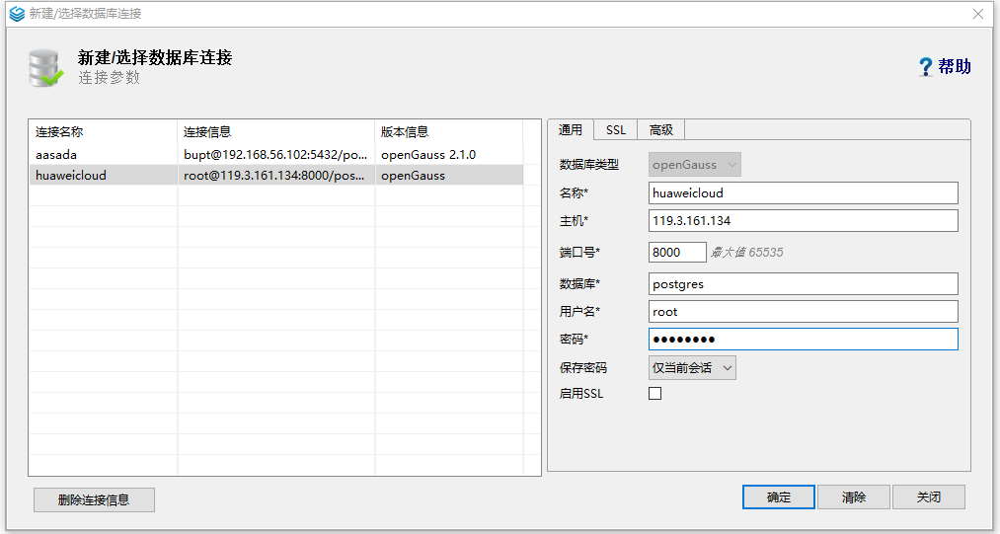 新建/选择数据库连接
新建/选择数据库连接
连接参数
帮助
连接名称 连接信息 版本信息
aasada bupt@192.168.56.102:5432/po... openGauss 2.1.0
huaweicloud root@119.3.161.134:8000/pos... openGauss
通用 SSL 高级
数据库类型 openGauss
名称* huaweicloud
主机* 119.3.161.134
端口号* 8000 最大值 65535
数据库* postgres
用户名* root
密码* ●●●●●●●●
保存密码 仅当前会话
启用SSL
删除连接信息
确定 清除 关闭